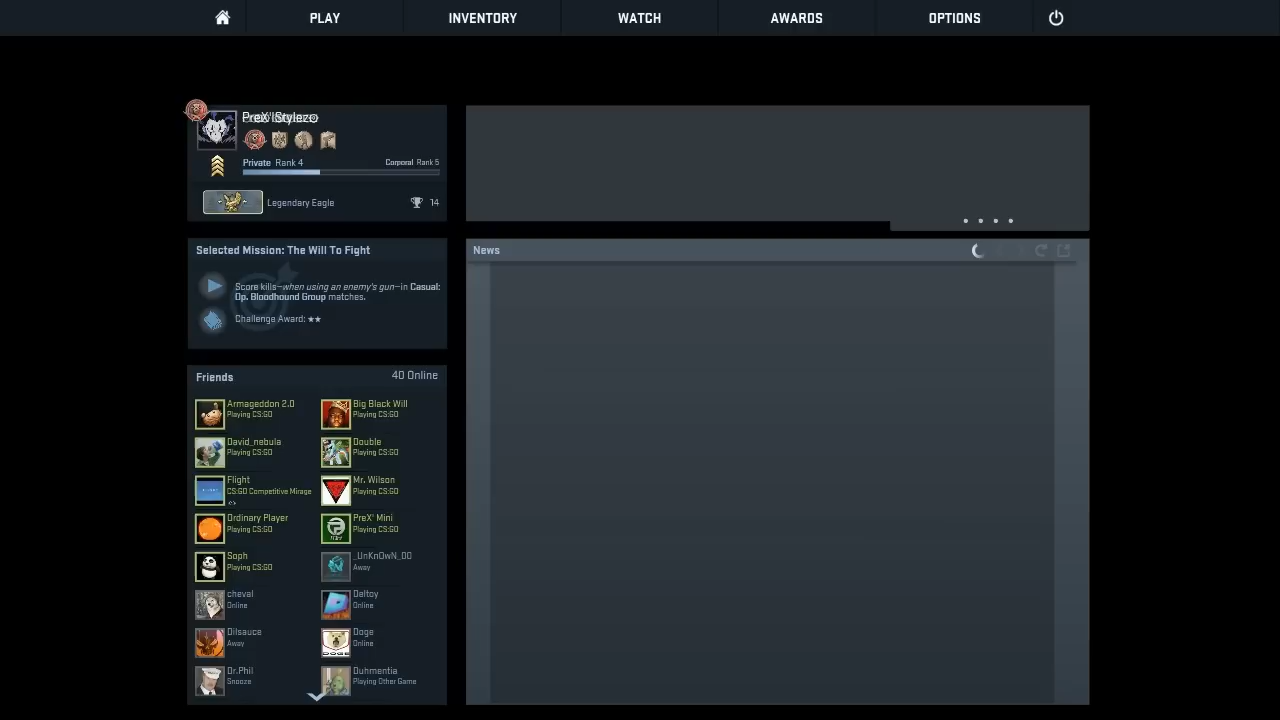 PLAY
INVENTORY
WATCH
AWARDS
OPTIONS
Private Rank 4
Corporal Rank 5
Legendary Eagle
14
Selected Mission: The Will To Fight
Score kills—when using an enemy's gun—in Casual:
Op. Bloodhound Group matches.
Challenge Award: ★★
News
Friends
40 Online
Armageddon 2.0
Playing CS:GO
Big Black Will
Playing CS:GO
David_nebula
Playing CS:GO
Double
Playing CS:GO
Flight
CS:GO Competitive Mirage
Mr. Wilson
Playing CS:GO
Ordinary Player
Playing CS:GO
PreX' Mini
Playing CS:GO
Soph
Playing CS:GO
_UnKnOwN_00
Away
cheval
Online
Deltoy
Online
Dilsauce
Away
Doge
Online
Dr.Phil
Snooze
Duhmentia
Playing Other Game